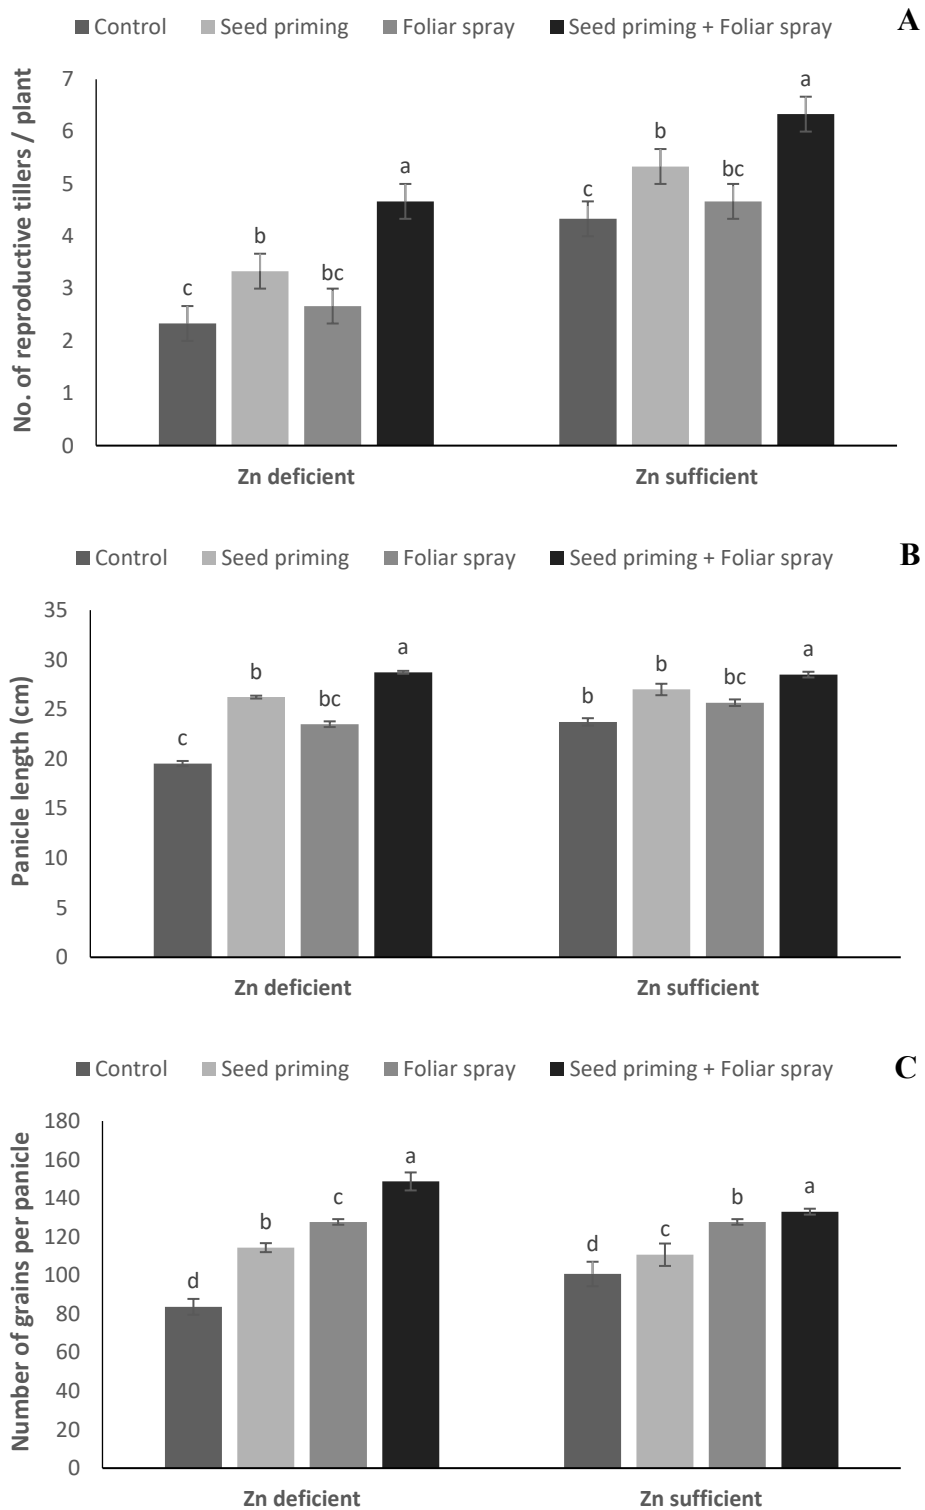 Control Seed priming Foliar spray Seed priming + Foliar spray A
No. of reproductive tillers / plant
7
6
5
4
3
2
1
0
c b bc a c b bc a
Zn deficient Zn sufficient
Control Seed priming Foliar spray Seed priming + Foliar spray B
Panicle length (cm)
35
30
25
20
15
10
5
0
c b bc a b b bc a
Zn deficient Zn sufficient
Control Seed priming Foliar spray Seed priming + Foliar spray C
Number of grains per panicle
180
160
140
120
100
80
60
40
20
0
d b c a d c b a
Zn deficient Zn sufficient